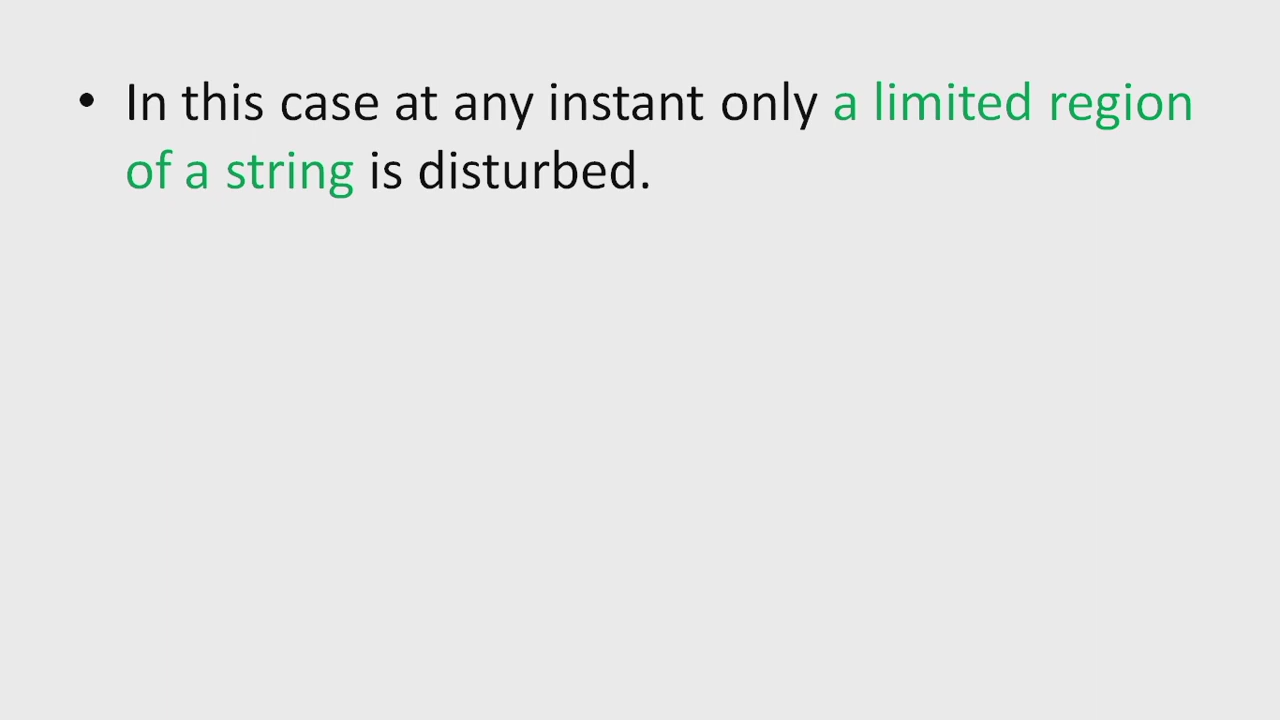 • In this case at any instant only a limited region
of a string is disturbed.